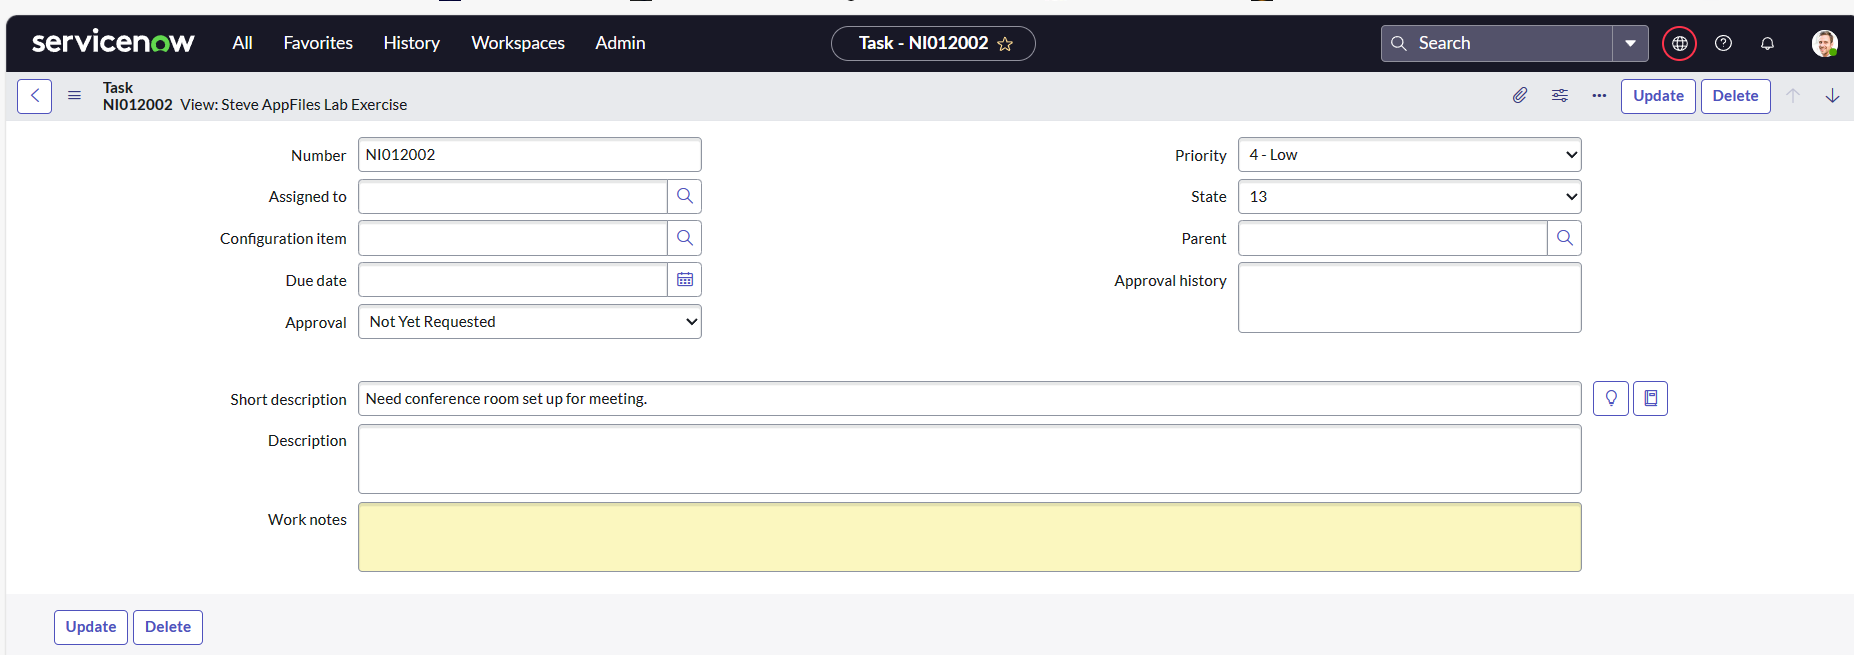 servicenow All Favorites History Workspaces Admin Task - NI012002 Search
Task
NI012002 View: Steve AppFiles Lab Exercise
Update Delete
Number NI012002
Priority 4 - Low
Assigned to
State 13
Configuration item
Parent
Due date
Approval history
Approval Not Yet Requested
Short description Need conference room set up for meeting.
Description
Work notes
Update Delete